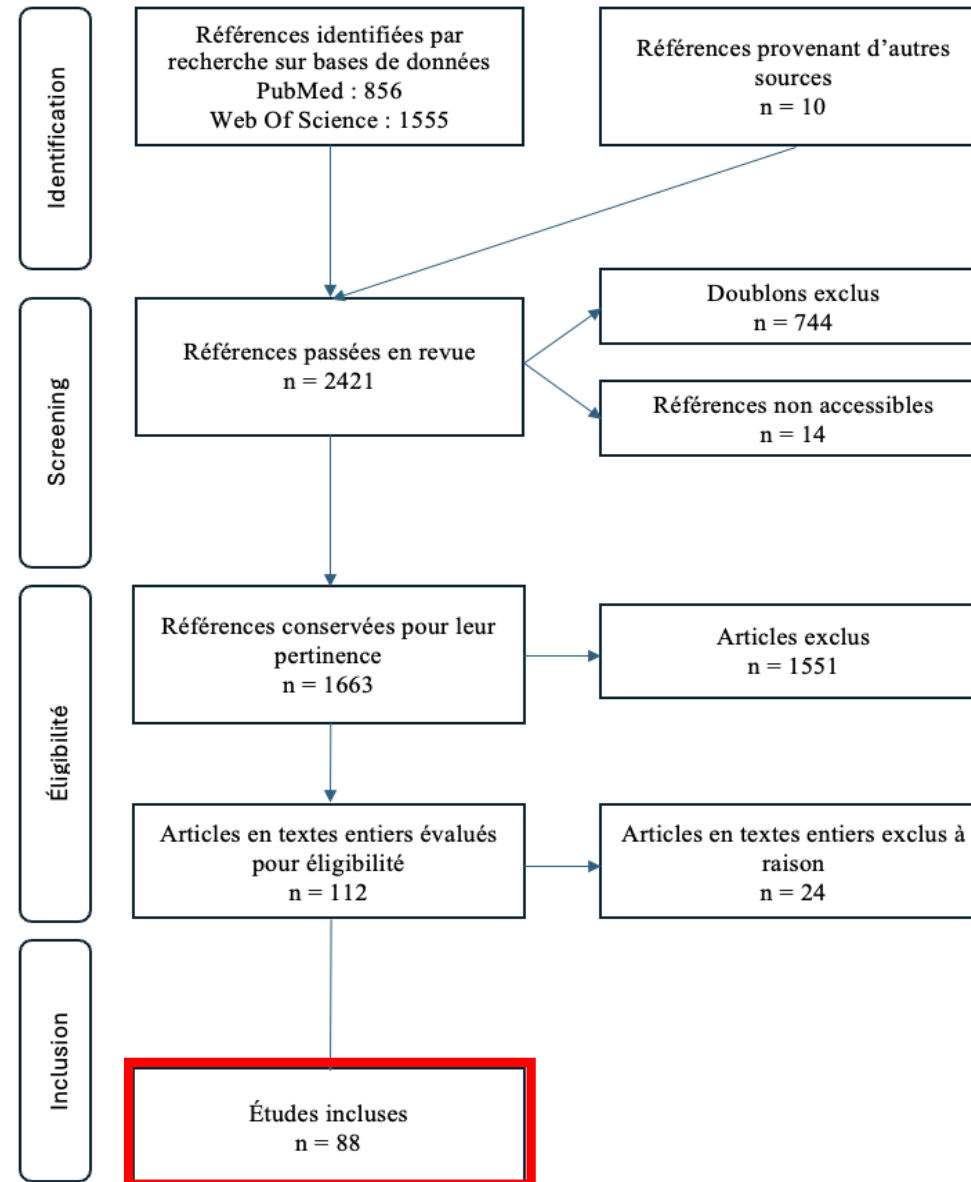 Identification
Références identifiées par
recherche sur bases de données
PubMed : 856
Web Of Science : 1555
Références provenant d’autres
sources
n = 10
Screening
Références passées en revue
n = 2421
Doublons exclus
n = 744
Références non accessibles
n = 14
Éligibilité
Références conservées pour leur
pertinence
n = 1663
Articles exclus
n = 1551
Articles en textes entiers évalués
pour éligibilité
n = 112
Articles en textes entiers exclus à
raison
n = 24
Inclusion
Études incluses
n = 88